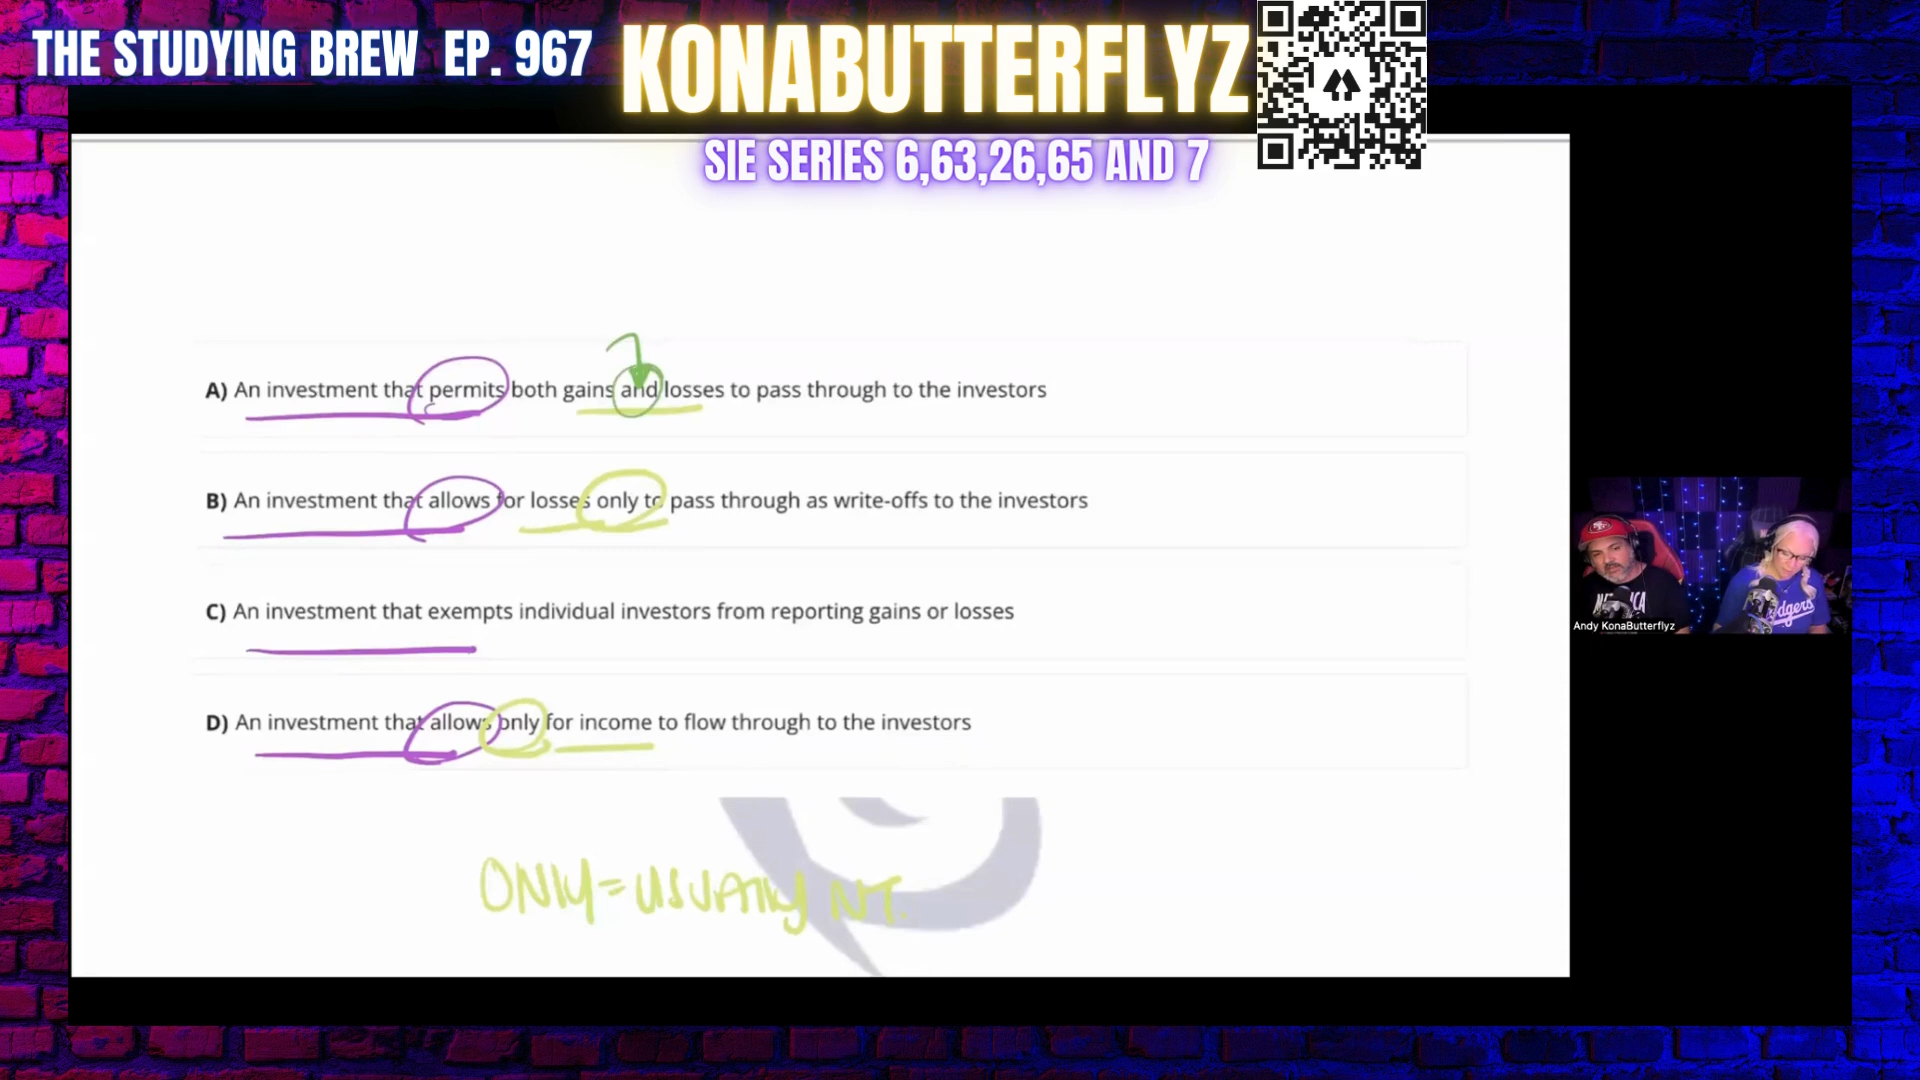 THE STUDYING BREW EP. 967
KONABUTTERFLYZ
SIE SERIES 6,63,26,65 AND 7
A) An investment that permits both gains and losses to pass through to the investors
B) An investment that allows for losses only to pass through as write-offs to the investors
C) An investment that exempts individual investors from reporting gains or losses
D) An investment that allows only for income to flow through to the investors
ONLY = USUALLY NT.
Andy KonaButterflyz